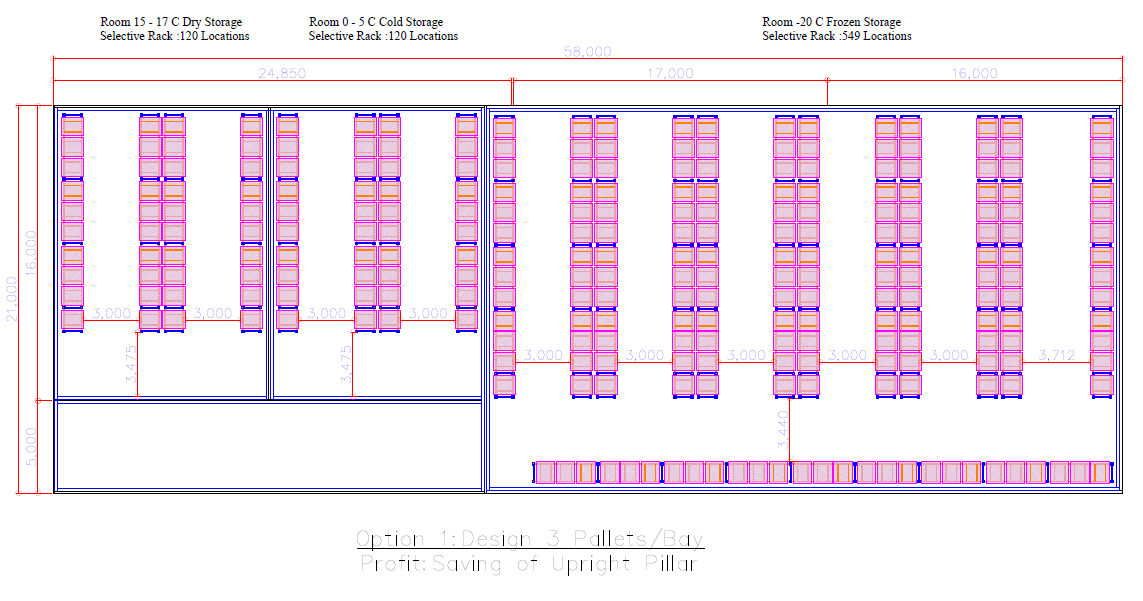 Room 15 - 17 C Dry Storage
Selective Rack :120 Locations
Room 0 - 5 C Cold Storage
Selective Rack :120 Locations
Room -20 C Frozen Storage
Selective Rack :549 Locations
58,000
24,850
17,000
16,000
21,000
16,000
5,000
3,000
3,000
3,000
3,000
3,475
3,475
3,000
3,000
3,000
3,000
3,000
3,712
3,440
Option 1:Design 3 Pallets/Bay
Profit:Saving of Upright Pillar